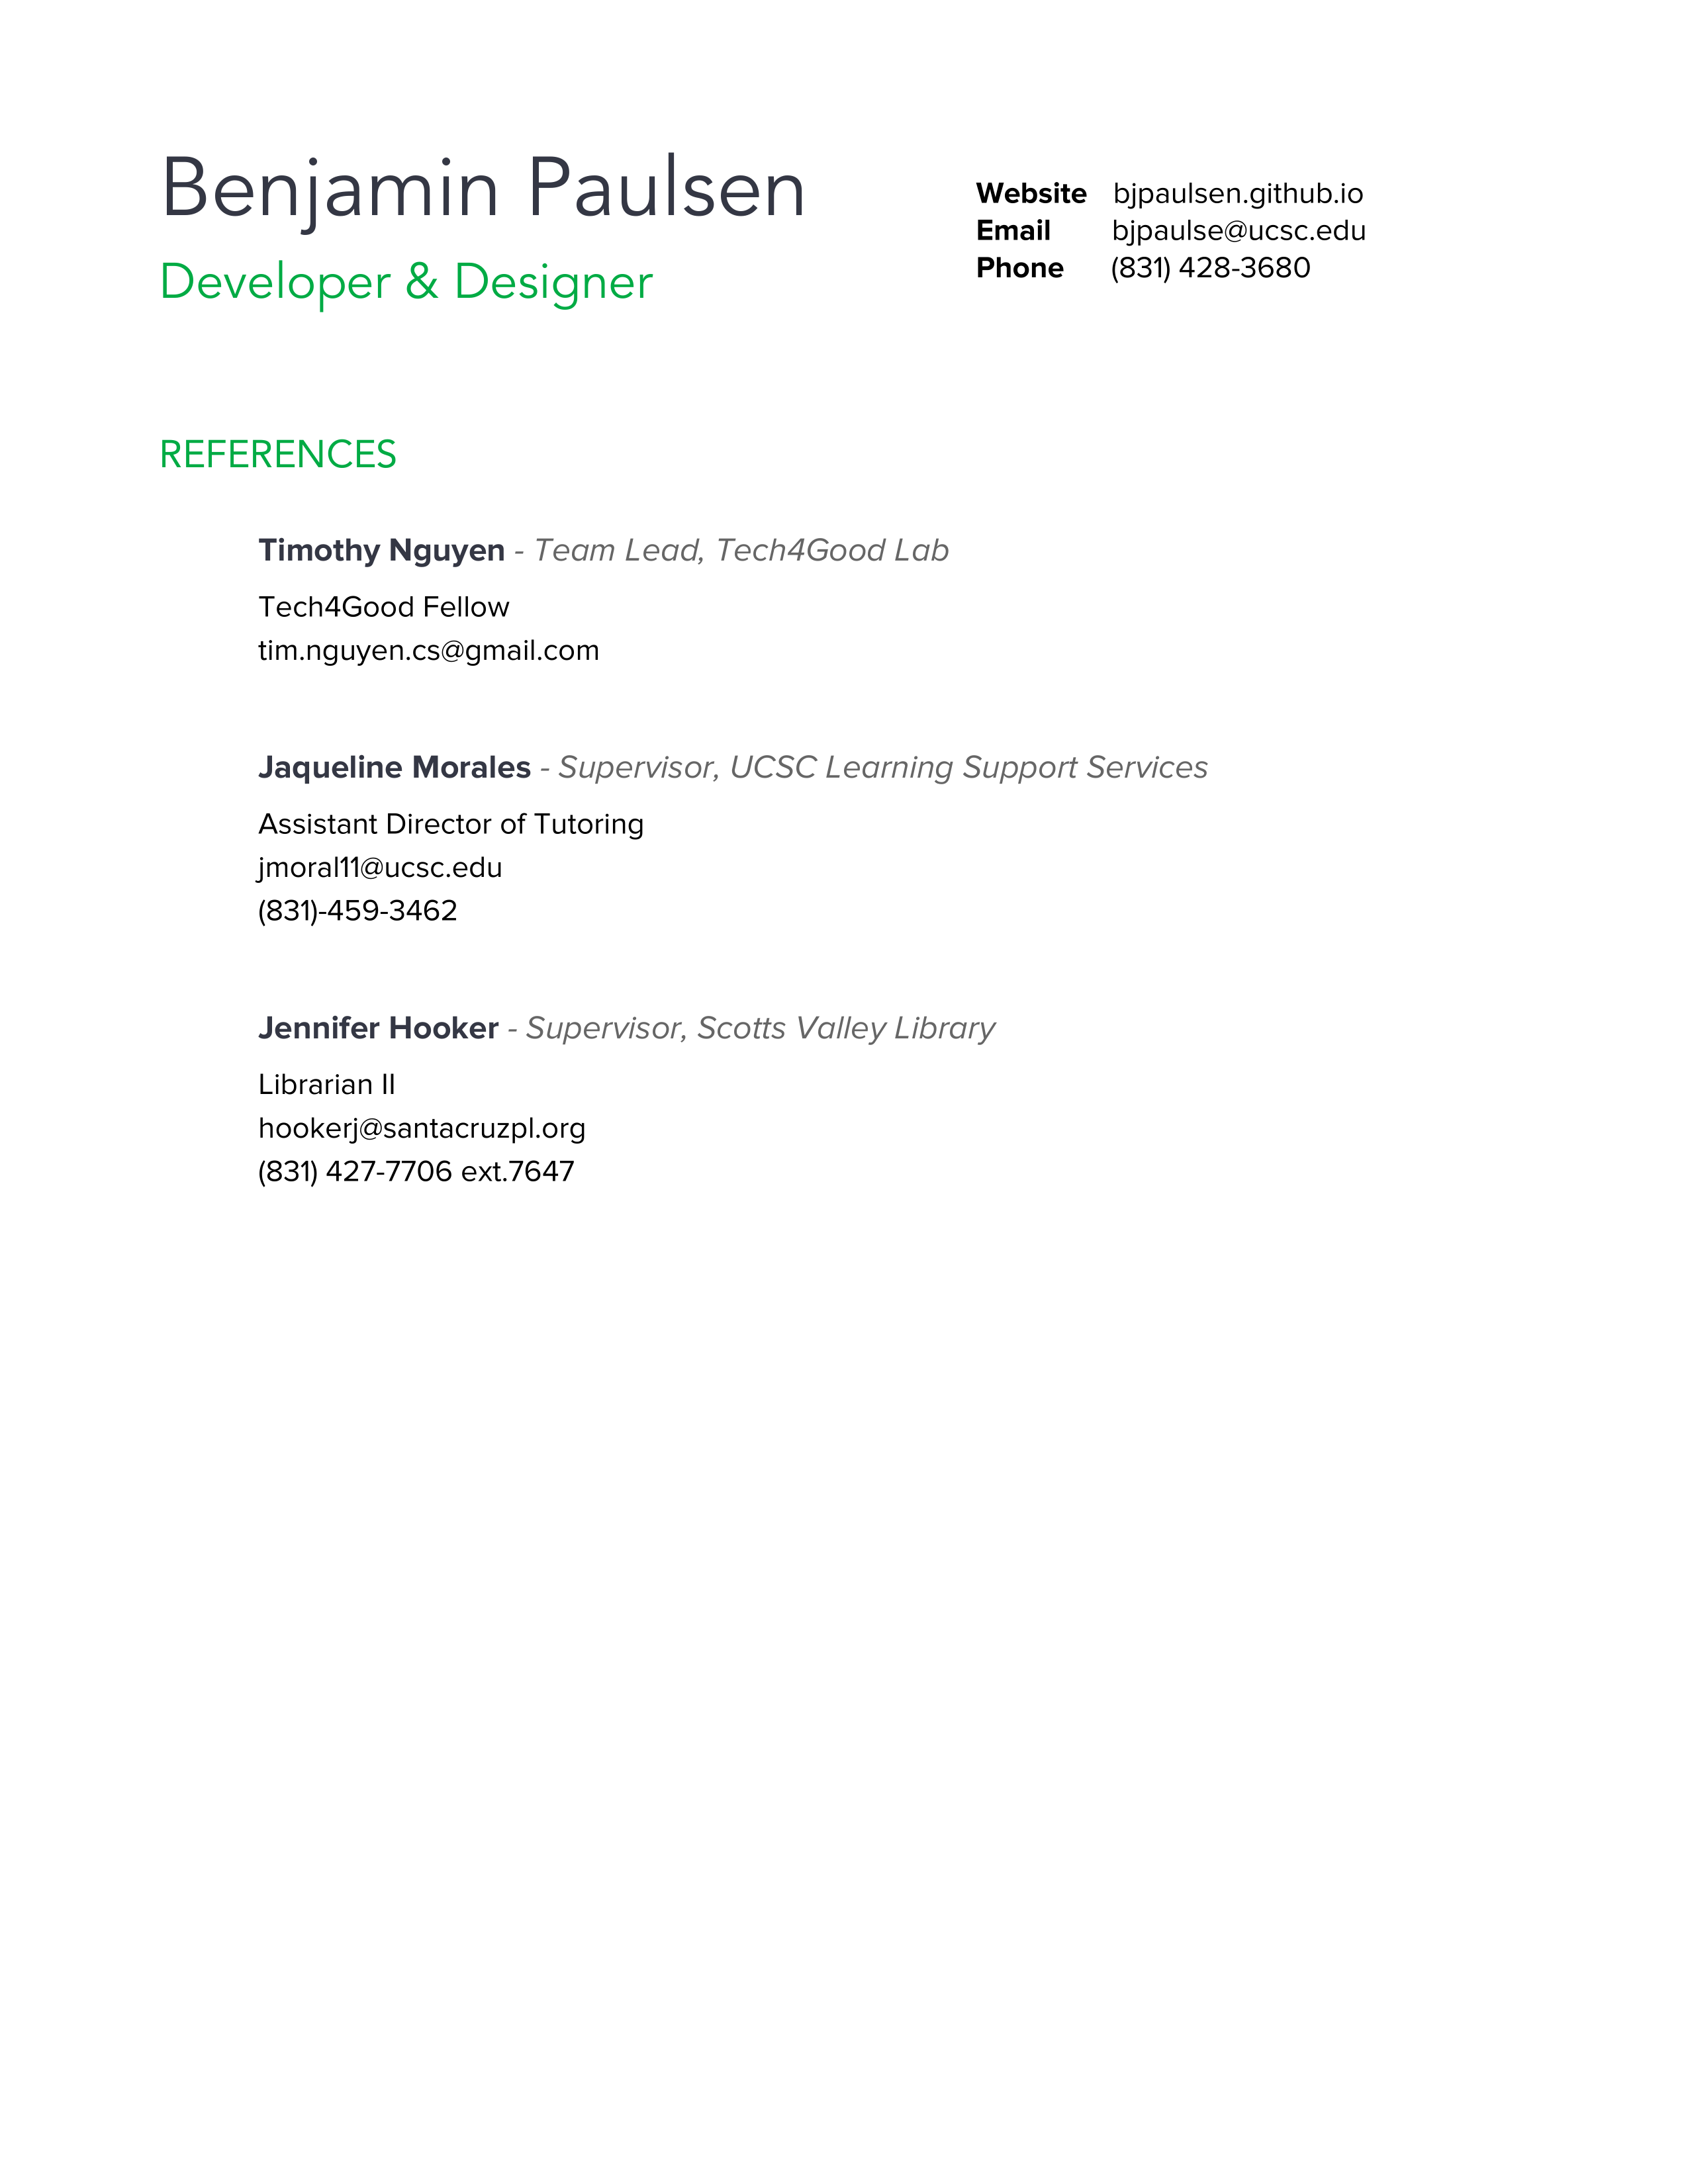 Benjamin Paulsen
Developer & Designer
Website bjpaulsen.github.io
Email bjpaulse@ucsc.edu
Phone (831) 428-3680
REFERENCES
Timothy Nguyen - Team Lead, Tech4Good Lab
Tech4Good Fellow
tim.nguyen.cs@gmail.com
Jaqueline Morales - Supervisor, UCSC Learning Support Services
Assistant Director of Tutoring
jmoral11@ucsc.edu
(831)-459-3462
Jennifer Hooker - Supervisor, Scotts Valley Library
Librarian II
hookerj@santacruzpl.org
(831) 427-7706 ext.7647